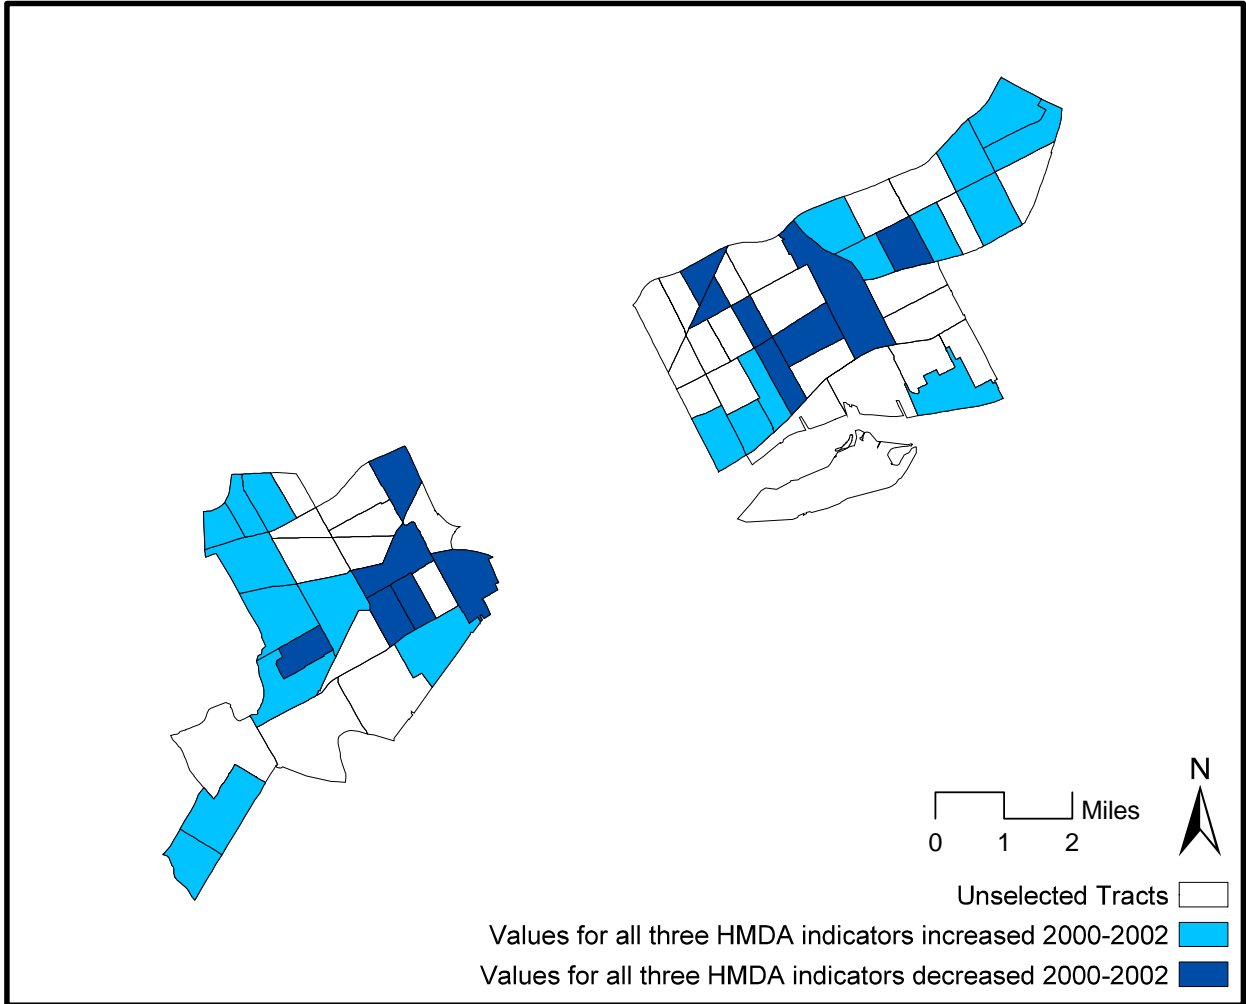 N
Miles
0 1 2
Unselected Tracts
Values for all three HMDA indicators increased 2000-2002
Values for all three HMDA indicators decreased 2000-2002